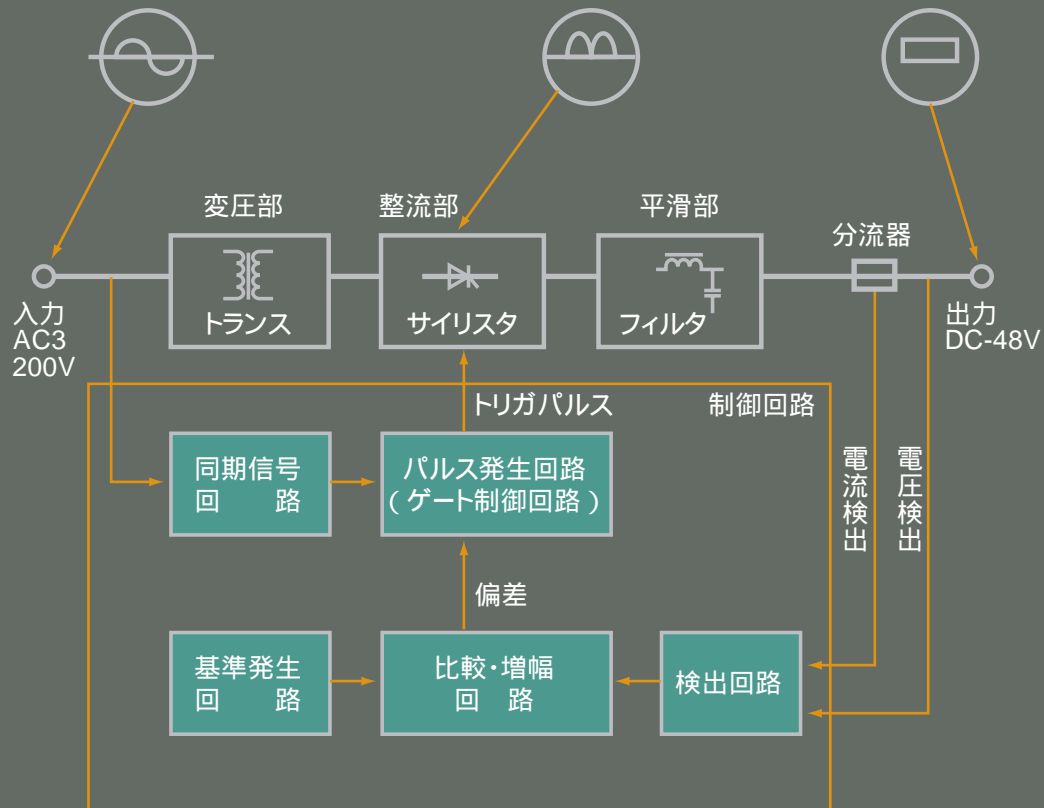 変圧部
整流部
平滑部
分流器
トランス
サイリスタ
フィルタ
入力
AC3
200V
出力
DC-48V
トリガパルス
制御回路
同期信号
回 路
パルス発生回路
(ゲート制御回路)
電流検出
電圧検出
偏差
基準発生
回 路
比較・増幅
回 路
検出回路